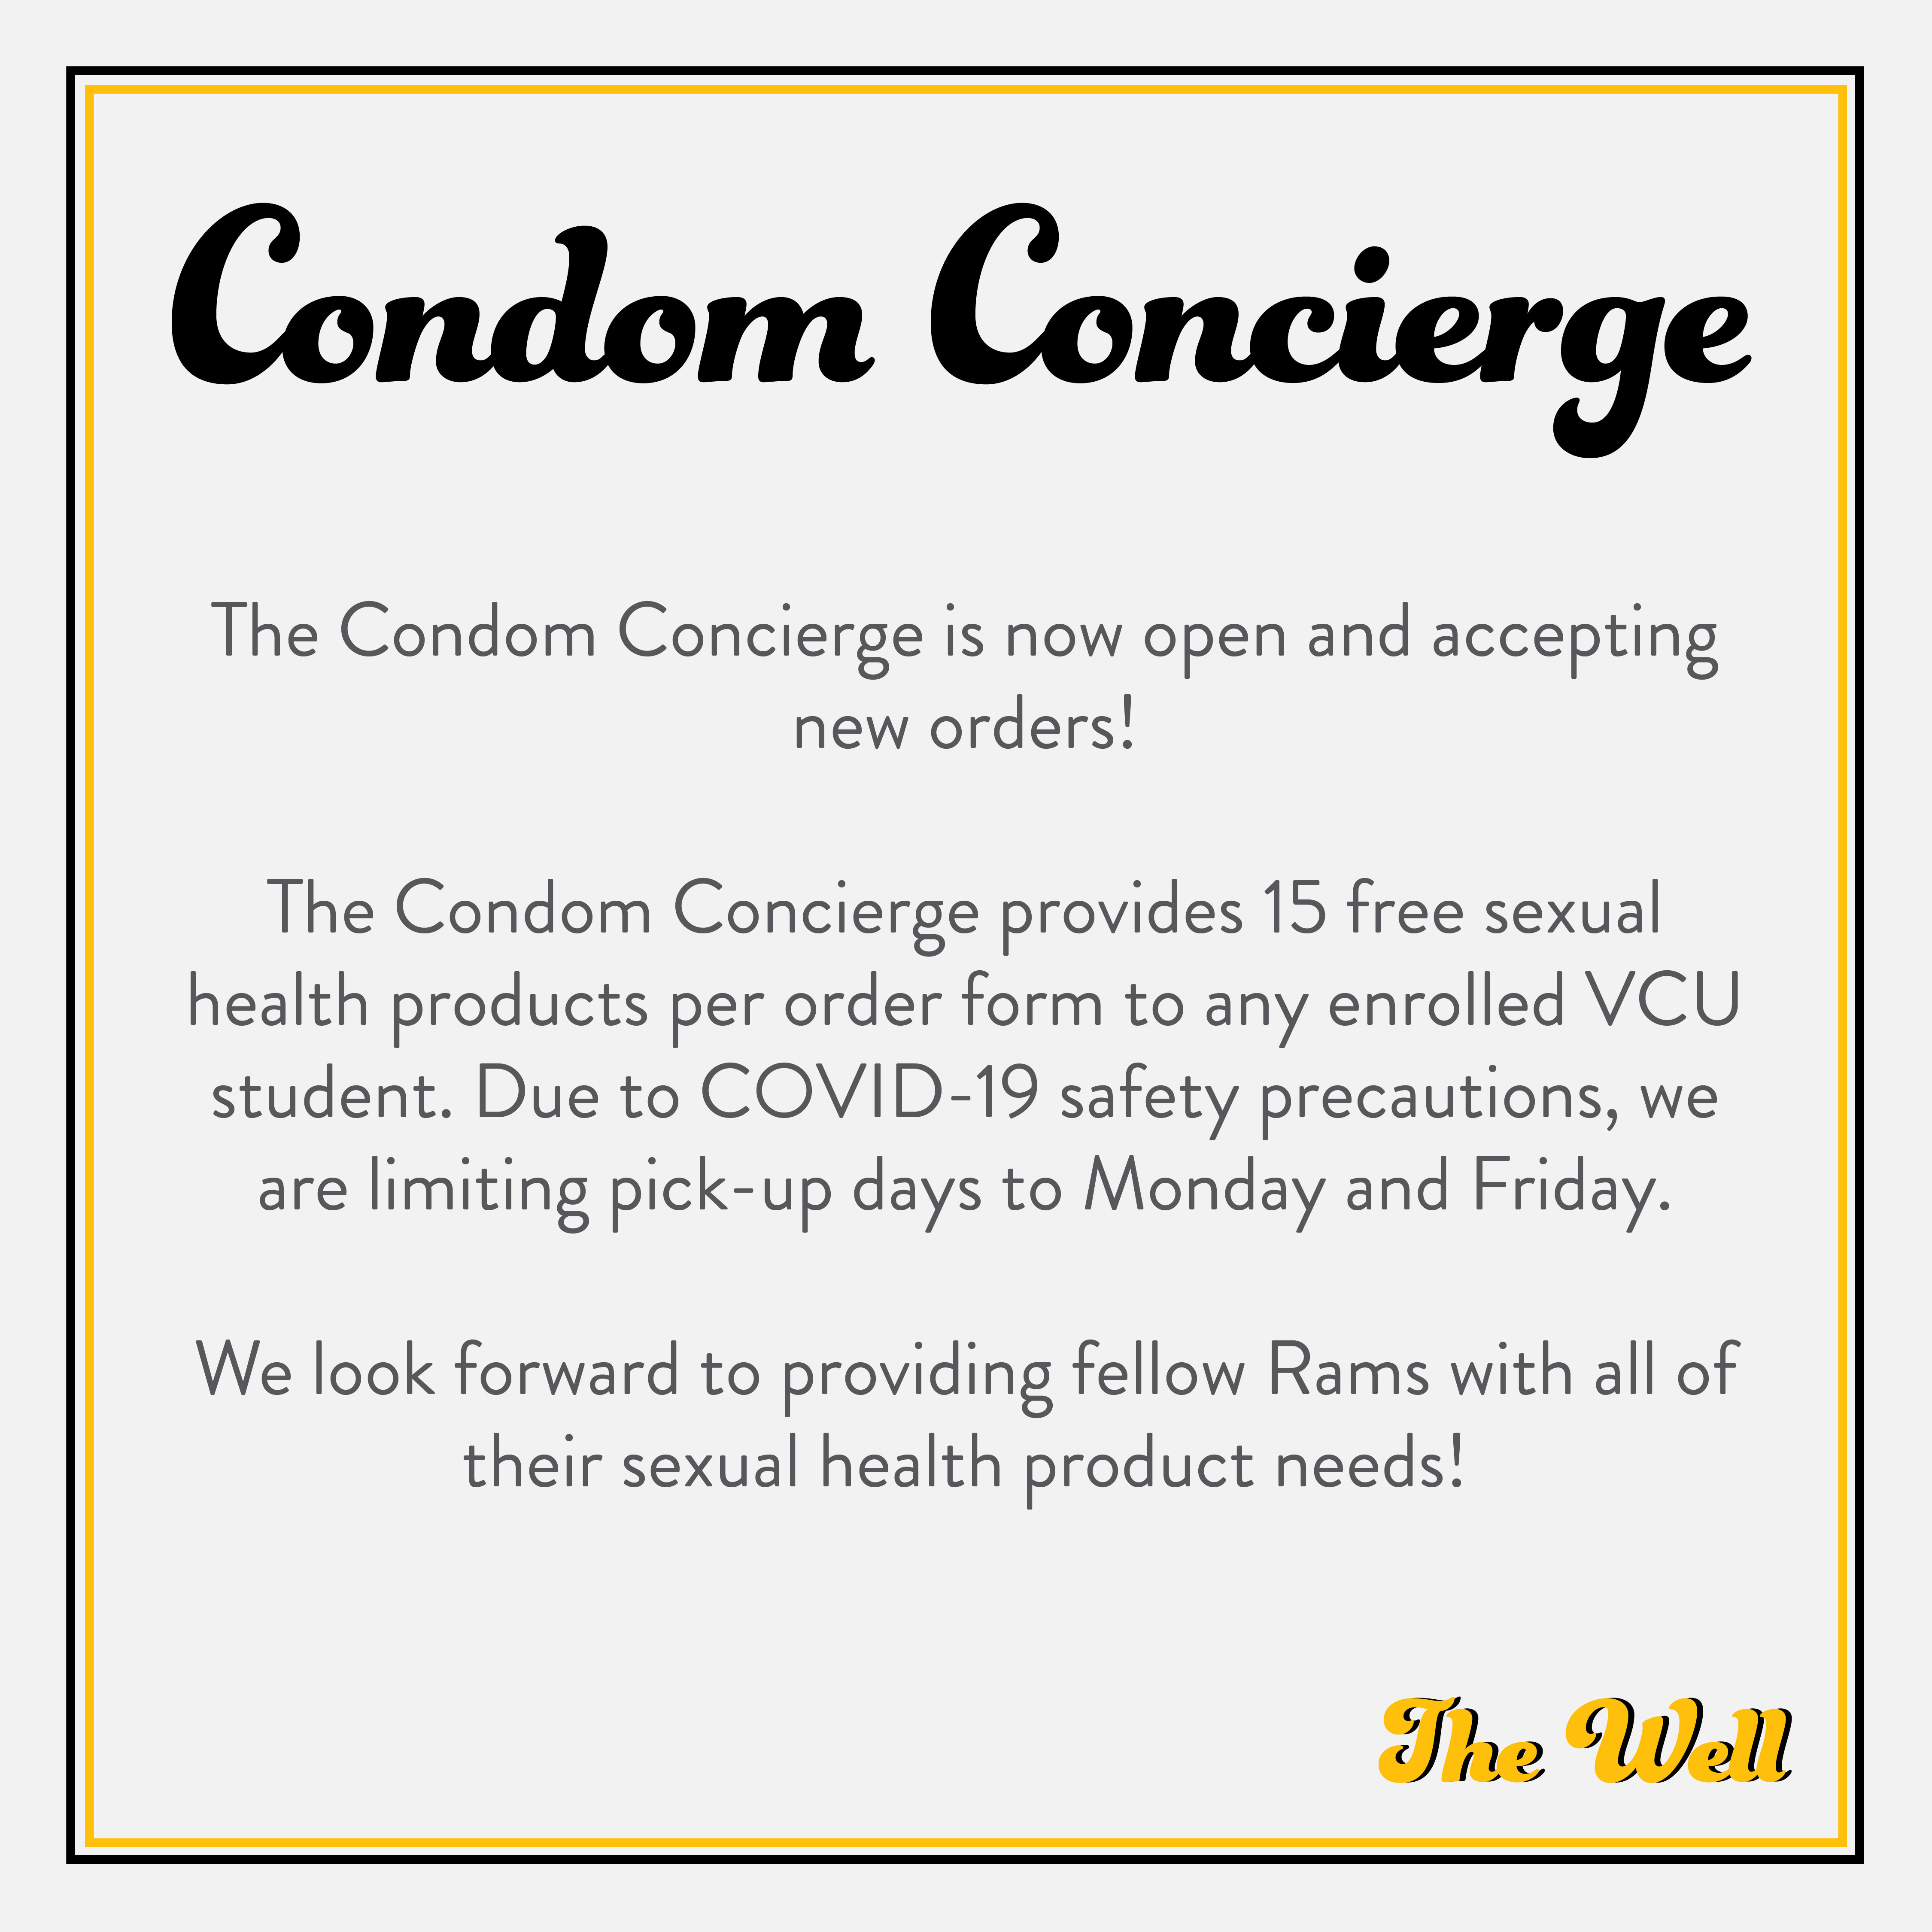 Condom Concierge
The Condom Concierge is now open and accepting
new orders!
The Condom Concierge provides 15 free sexual
health products per order form to any enrolled VCU
student. Due to COVID-19 safety precautions, we
are limiting pick-up days to Monday and Friday.
We look forward to providing fellow Rams with all of
their sexual health product needs!
The Well